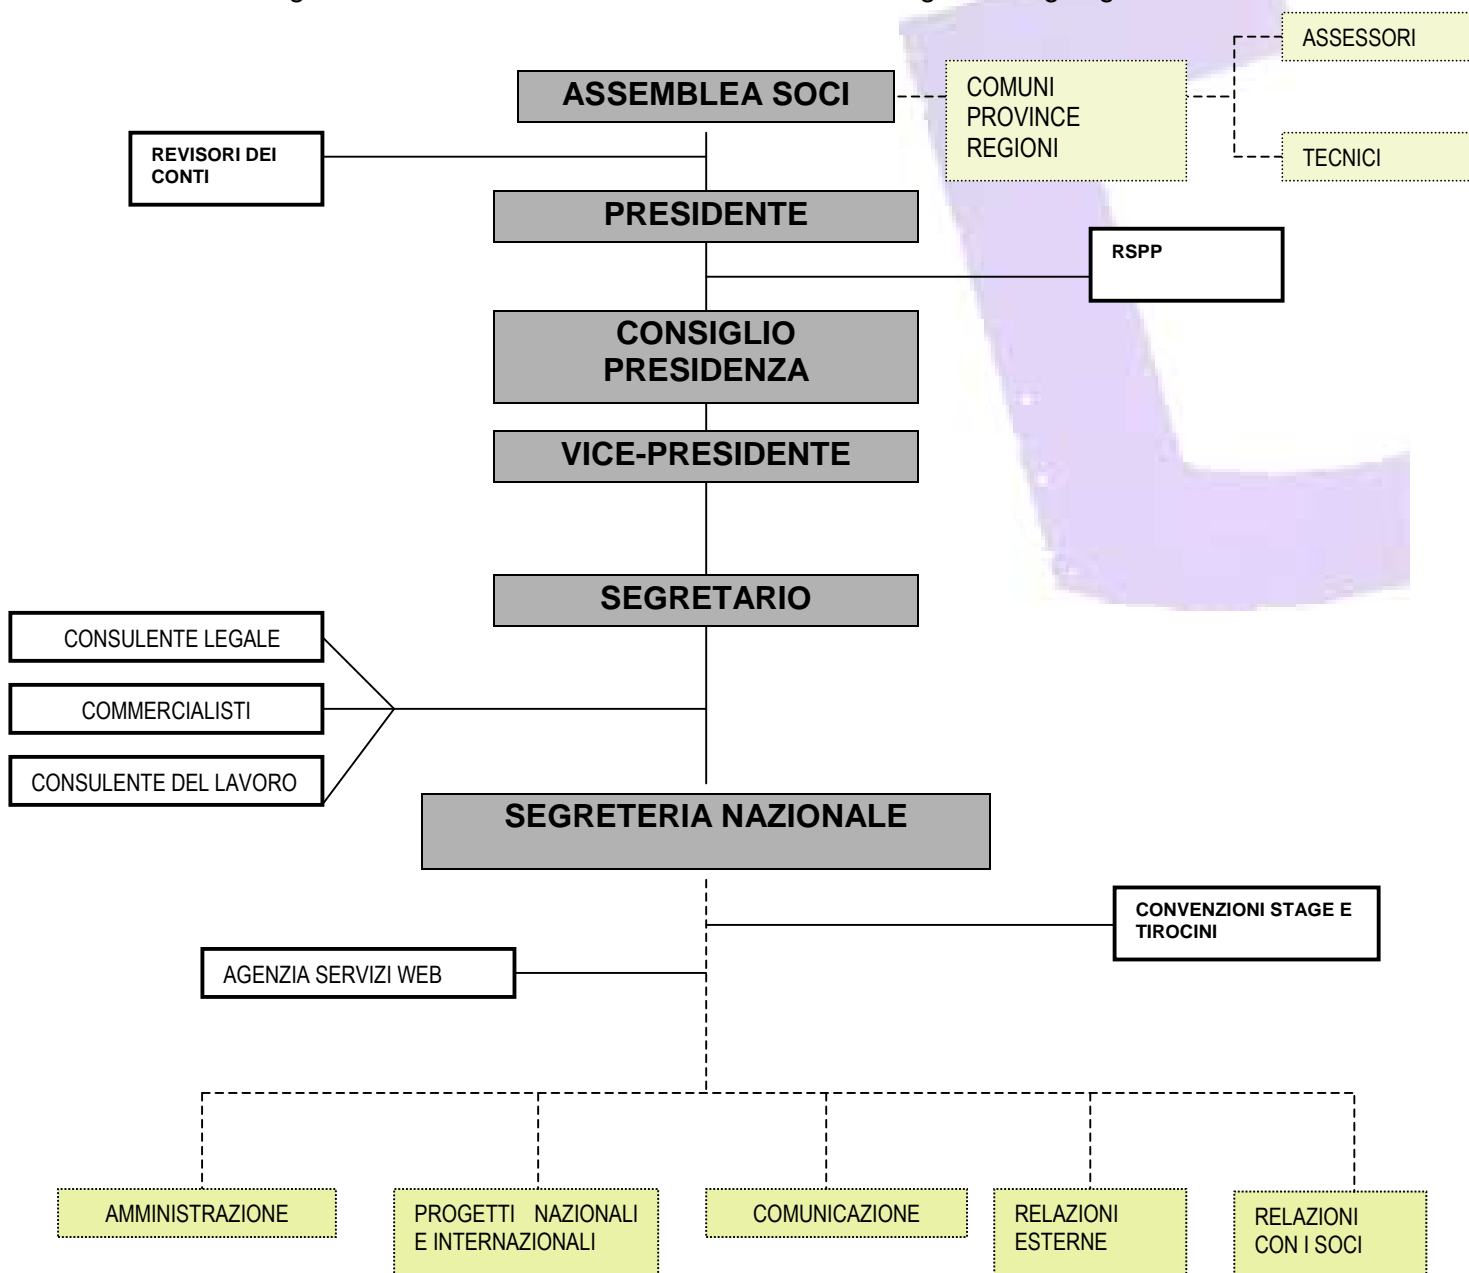 ASSESSORI
ASSEMBLEA SOCI
COMUNI
PROVINCE
REGIONI
TECNICI
REVISORI DEI
CONTI
PRESIDENTE
RSPP
CONSIGLIO
PRESIDENZA
VICE-PRESIDENTE
SEGRETARIO
CONSULENTE LEGALE
COMMERCIALISTI
CONSULENTE DEL LAVORO
SEGRETERIA NAZIONALE
CONVENZIONI STAGE E
TIROCINI
AGENZIA SERVIZI WEB
AMMINISTRAZIONE
PROGETTI NAZIONALI
E INTERNAZIONALI
COMUNICAZIONE
RELAZIONI
ESTERNE
RELAZIONI
CON I SOCI